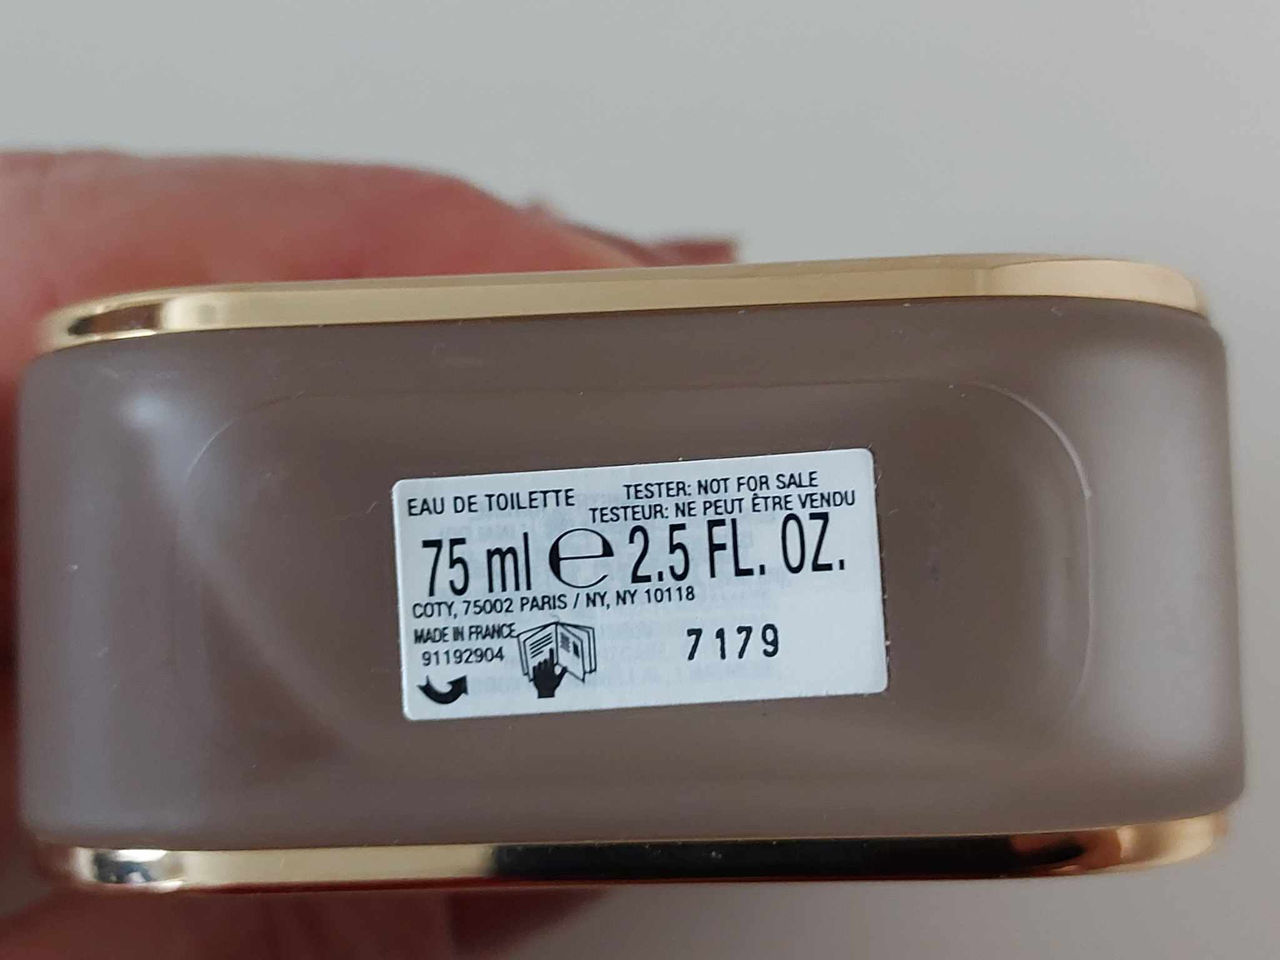 EAU DE TOILETTE
TESTER: NOT FOR SALE
TESTEUR: NE PEUT ÊTRE VENDU
75 ml ℮ 2.5 FL. OZ.
COTY, 75002 PARIS / NY, NY 10118
MADE IN FRANCE
91192904
7179